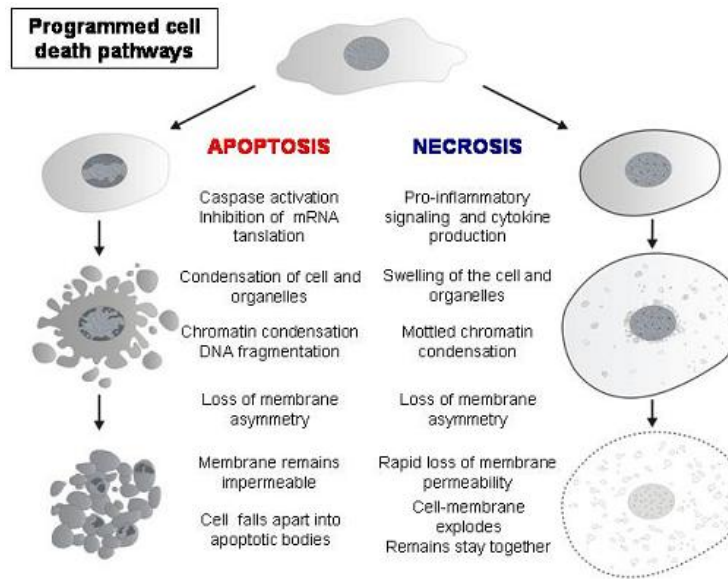 Programmed cell
death pathways
APOPTOSIS
Caspase activation
Inhibition of mRNA
tanslation
Condensation of cell and
organelles
Chromatin condensation
DNA fragmentation
Loss of membrane
asymmetry
Membrane remains
impermeable
Cell falls apart into
apoptotic bodies
NECROSIS
Pro-inflammatory
signaling and cytokine
production
Swelling of the cell and
organelles
Mottled chromatin
condensation
Loss of membrane
asymmetry
Rapid loss of membrane
permeability
Cell-membrane
explodes
Remains stay together